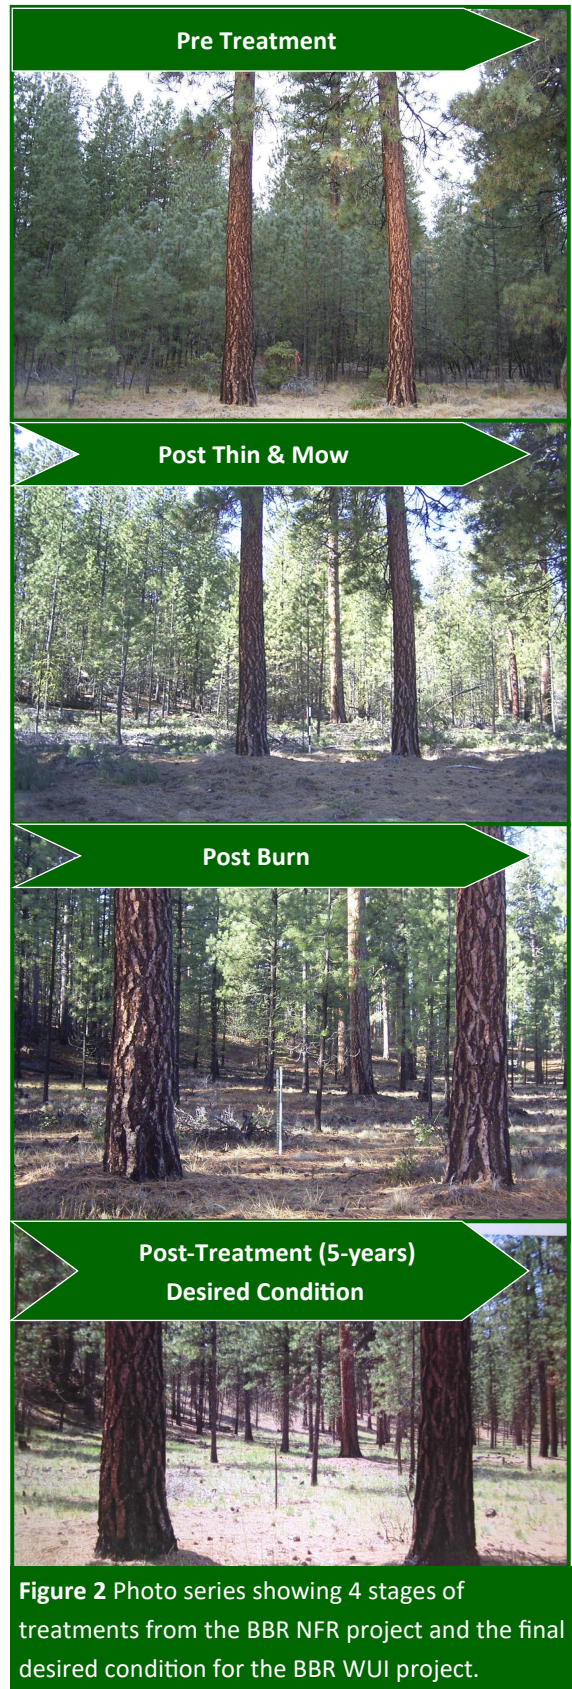 Pre Treatment
Post Thin & Mow
Post Burn
Post-Treatment (5-years)
Desired Condition
Figure 2 Photo series showing 4 stages of
treatments from the BBR NFR project and the final
desired condition for the BBR WUI project.